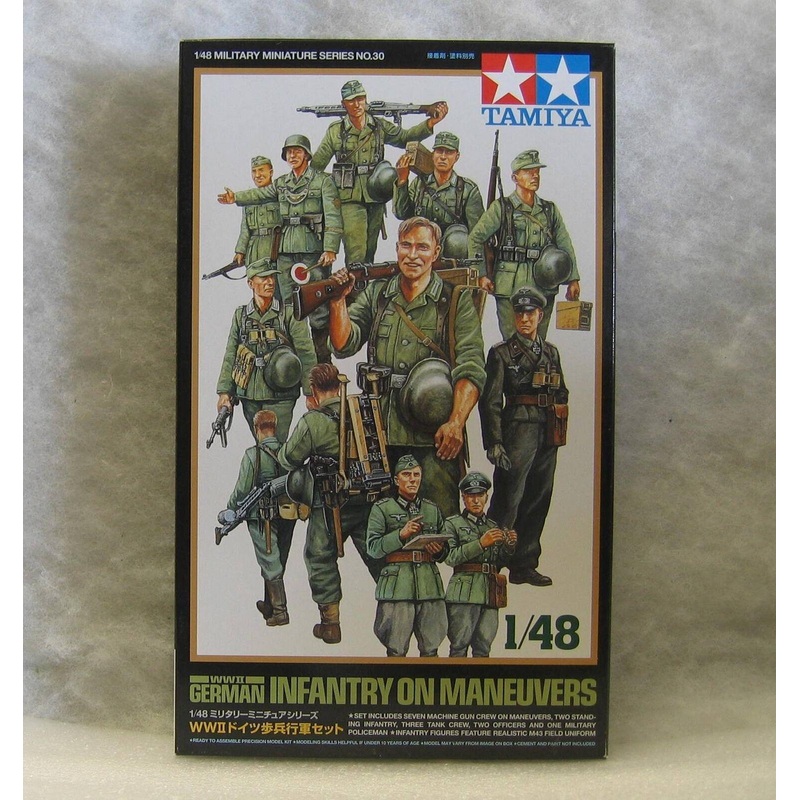 1/48 MILITARY MINIATURE SERIES NO.30
接着剤・塗料別売
TAMIYA
1/48
WWII
GERMAN INFANTRY ON MANEUVERS
1/48 ミリタリーミニチュアシリーズ
WWIIドイツ歩兵行軍セット
★SET INCLUDES SEVEN MACHINE GUN CREW ON MANEUVERS, TWO STAND-
ING INFANTRY, THREE TANK CREW, TWO OFFICERS AND ONE MILITARY
POLICEMAN ★INFANTRY FIGURES FEATURE REALISTIC M43 FIELD UNIFORM
★READY TO ASSEMBLE PRECISION MODEL KIT ★MODELING SKILLS HELPFUL IF UNDER 10 YEARS OF AGE ★MODEL MAY VARY FROM IMAGE ON BOX ★CEMENT AND PAINT NOT INCLUDED